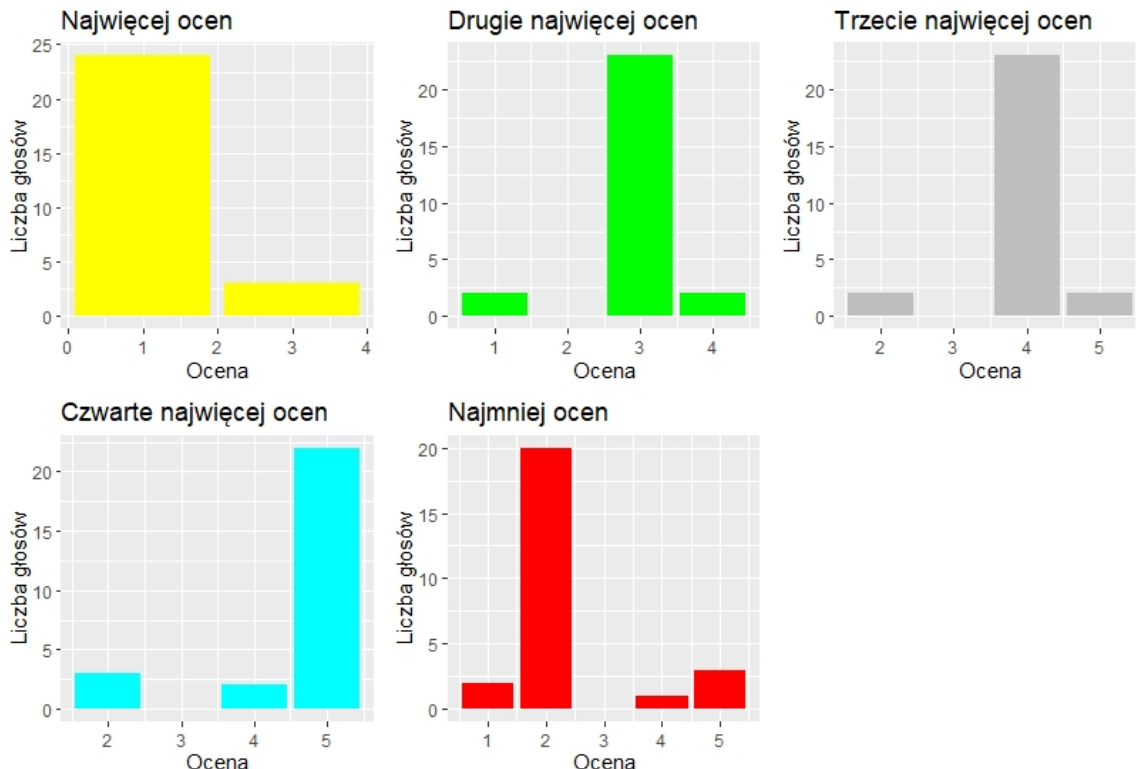 Najwięcej ocen
25
20
15
10
5
0
Liczba głosów
0 1 2 3 4
Ocena
Drugie najwięcej ocen
20
15
10
5
0
Liczba głosów
1 2 3 4
Ocena
Trzecie najwięcej ocen
20
15
10
5
0
Liczba głosów
2 3 4 5
Ocena
Czwarte najwięcej ocen
20
15
10
5
0
Liczba głosów
2 3 4 5
Ocena
Najmniej ocen
20
15
10
5
0
Liczba głosów
1 2 3 4 5
Ocena